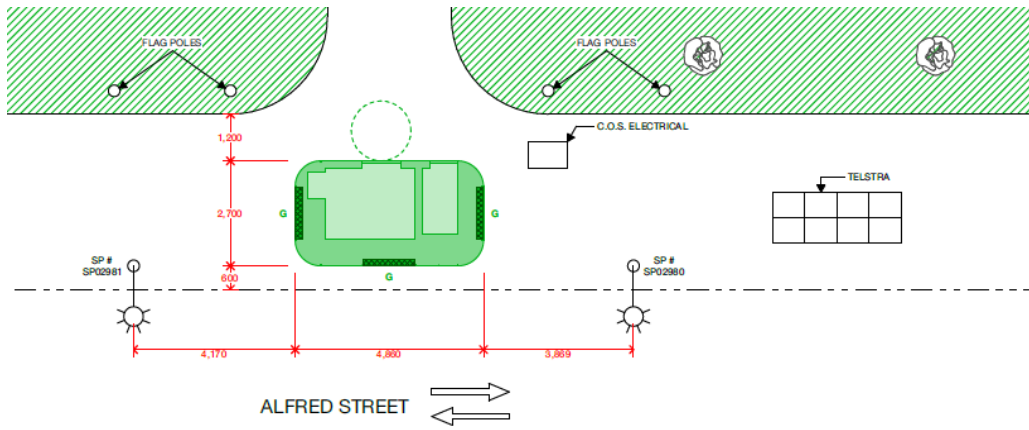 FLAG POLES
FLAG POLES
C.O.S. ELECTRICAL
1,200
TELSTRA
2,700
G
G
SP #
SP02981
SP #
SP02980
600
G
4,170
4,860
3,869
ALFRED STREET